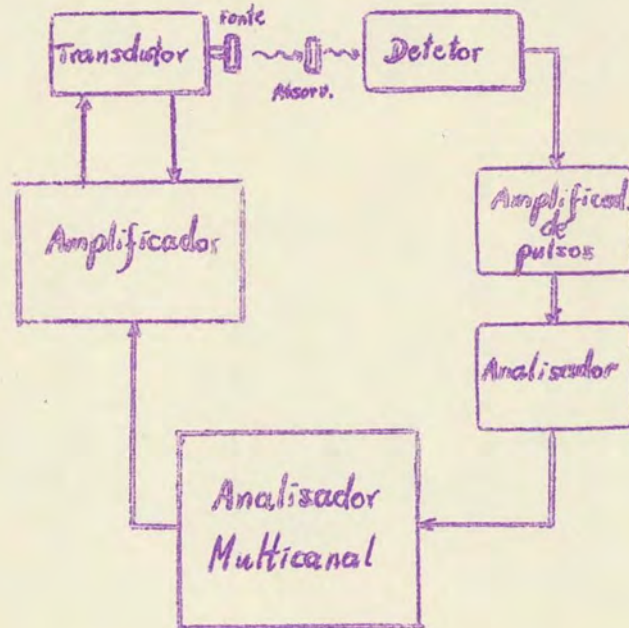 Fonte
Transdutor
Absorv.
Detetor
Amplificador
Amplificad.
de
pulsos
Analisador
Analisador
Multicanal